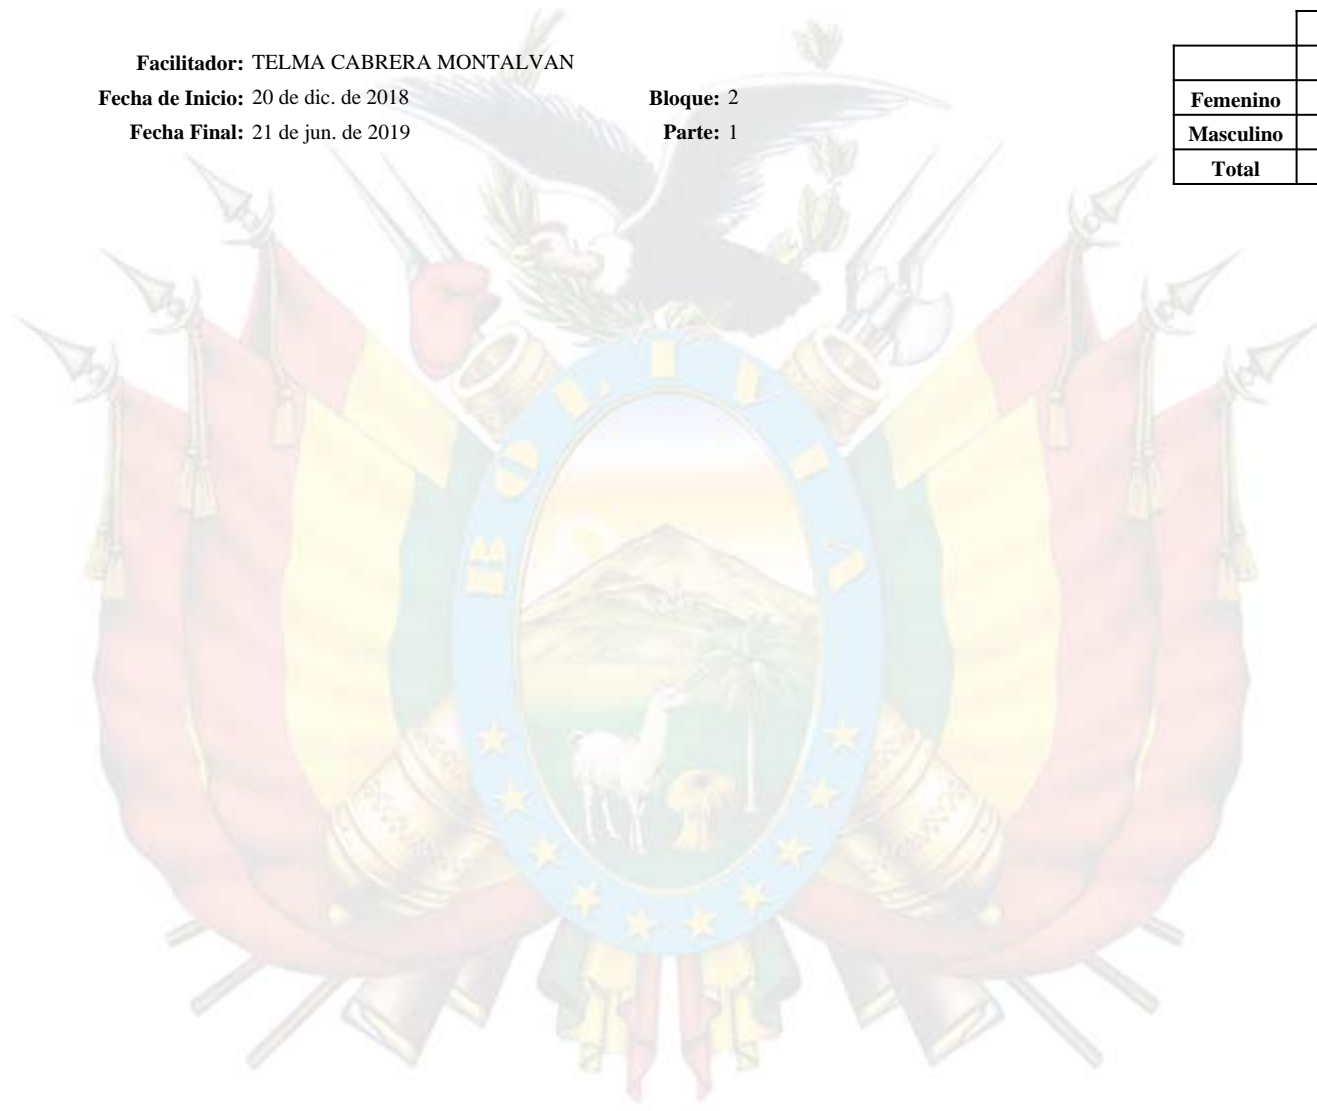 Facilitador: TELMA CABRERA MONTALVAN
Fecha de Inicio: 20 de dic. de 2018 Bloque: 2
Fecha Final: 21 de jun. de 2019 Parte: 1
Femenino
Masculino
Total
BOLIVIA